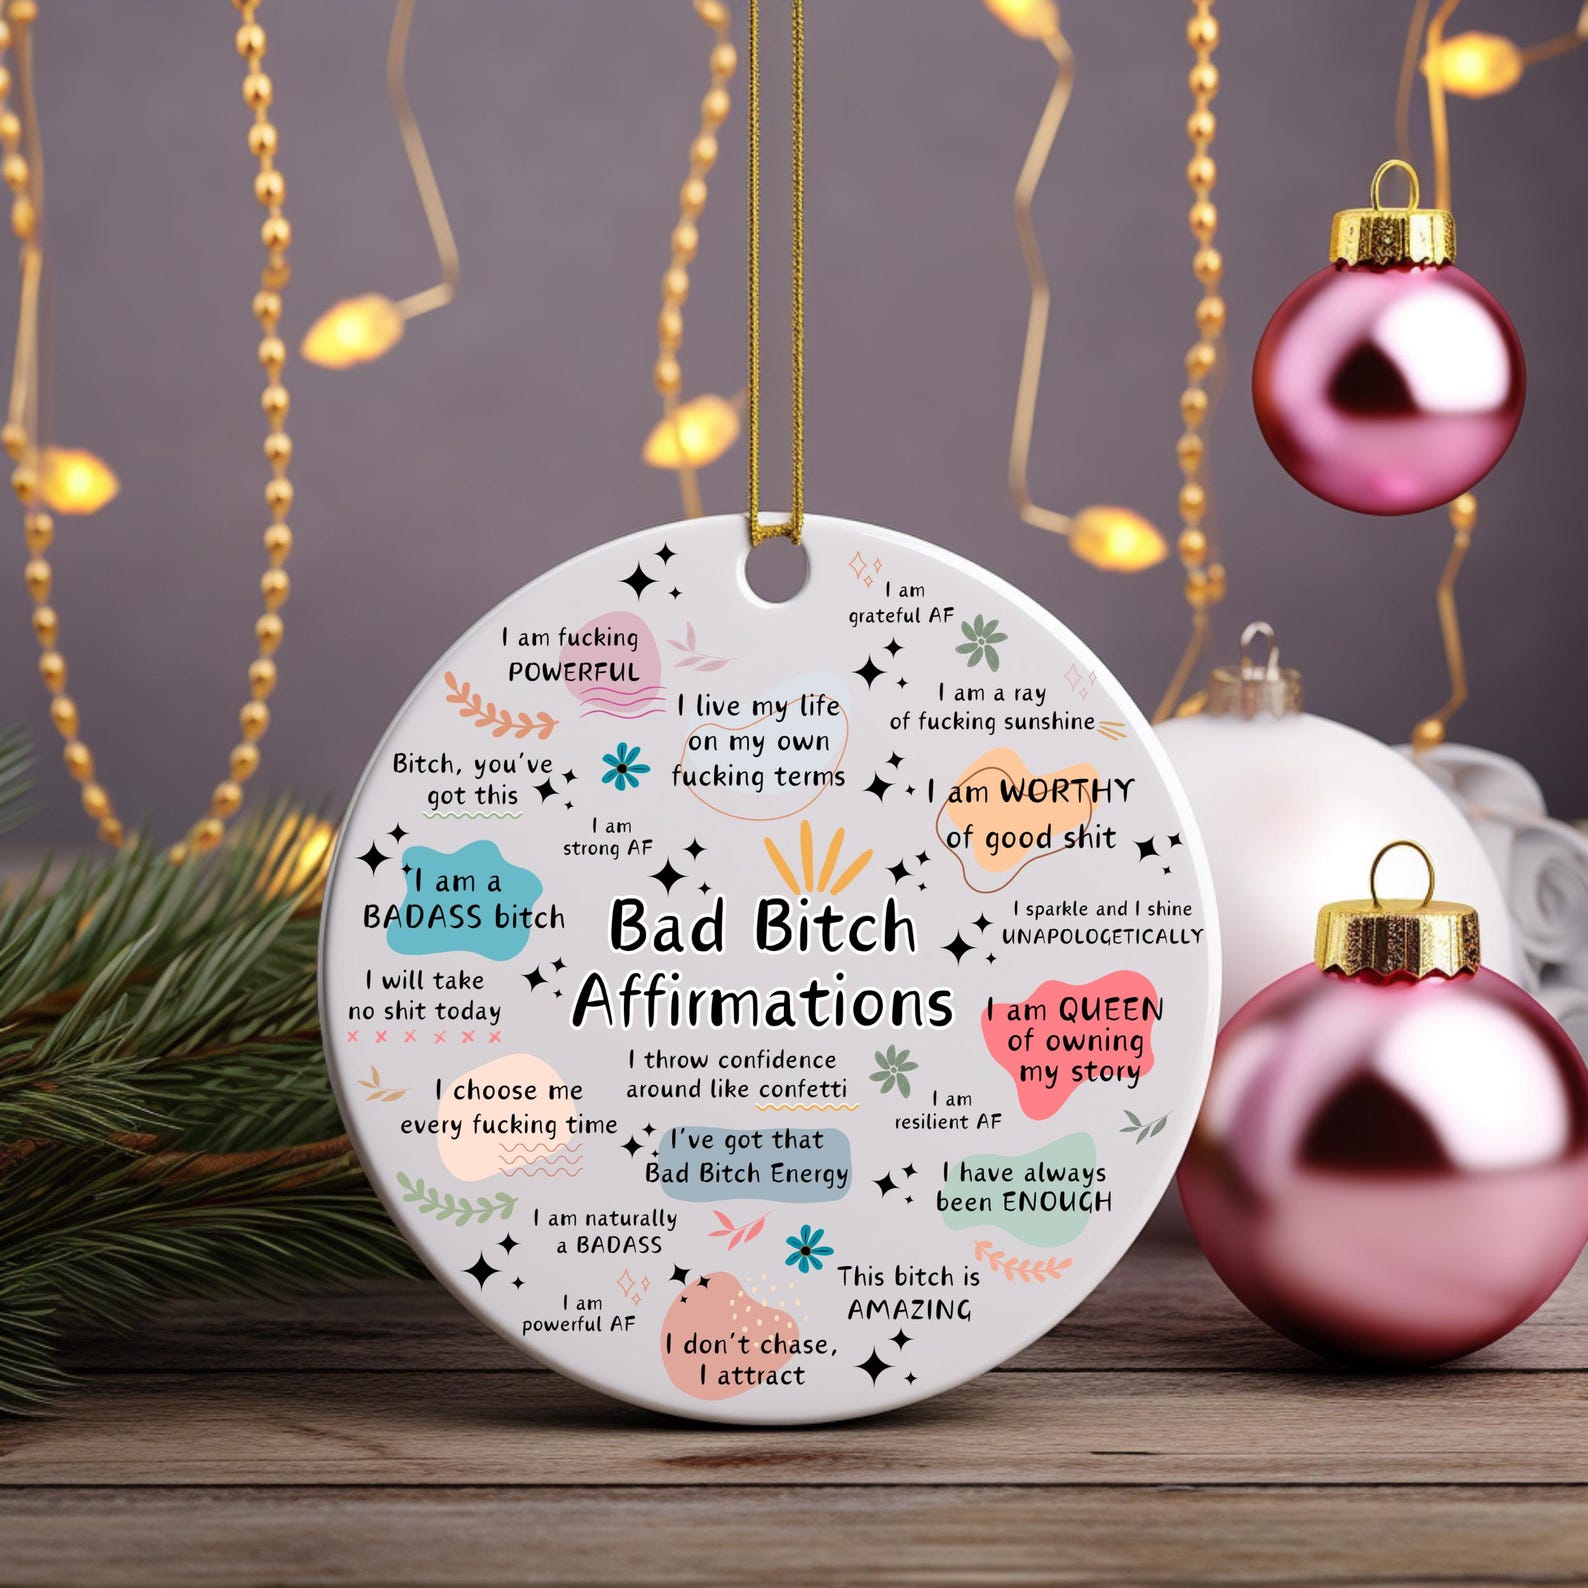 I am
grateful AF
I am fucking
POWERFUL
I live my life
on my own
fucking terms
I am a ray
of fucking sunshine
Bitch, you've
got this
I am WORTHY
of good shit
I am
strong AF
I am a
BADASS bitch
Bad Bitch
Affirmations
I sparkle and I shine
UNAPOLOGETICALLY
I will take
no shit today
I am QUEEN
of owning
my story
I throw confidence
around like confetti
I choose me
every fucking time
I am
resilient AF
I've got that
Bad Bitch Energy
I have always
been ENOUGH
I am naturally
a BADASS
This bitch is
AMAZING
I am
powerful AF
I don't chase,
I attract